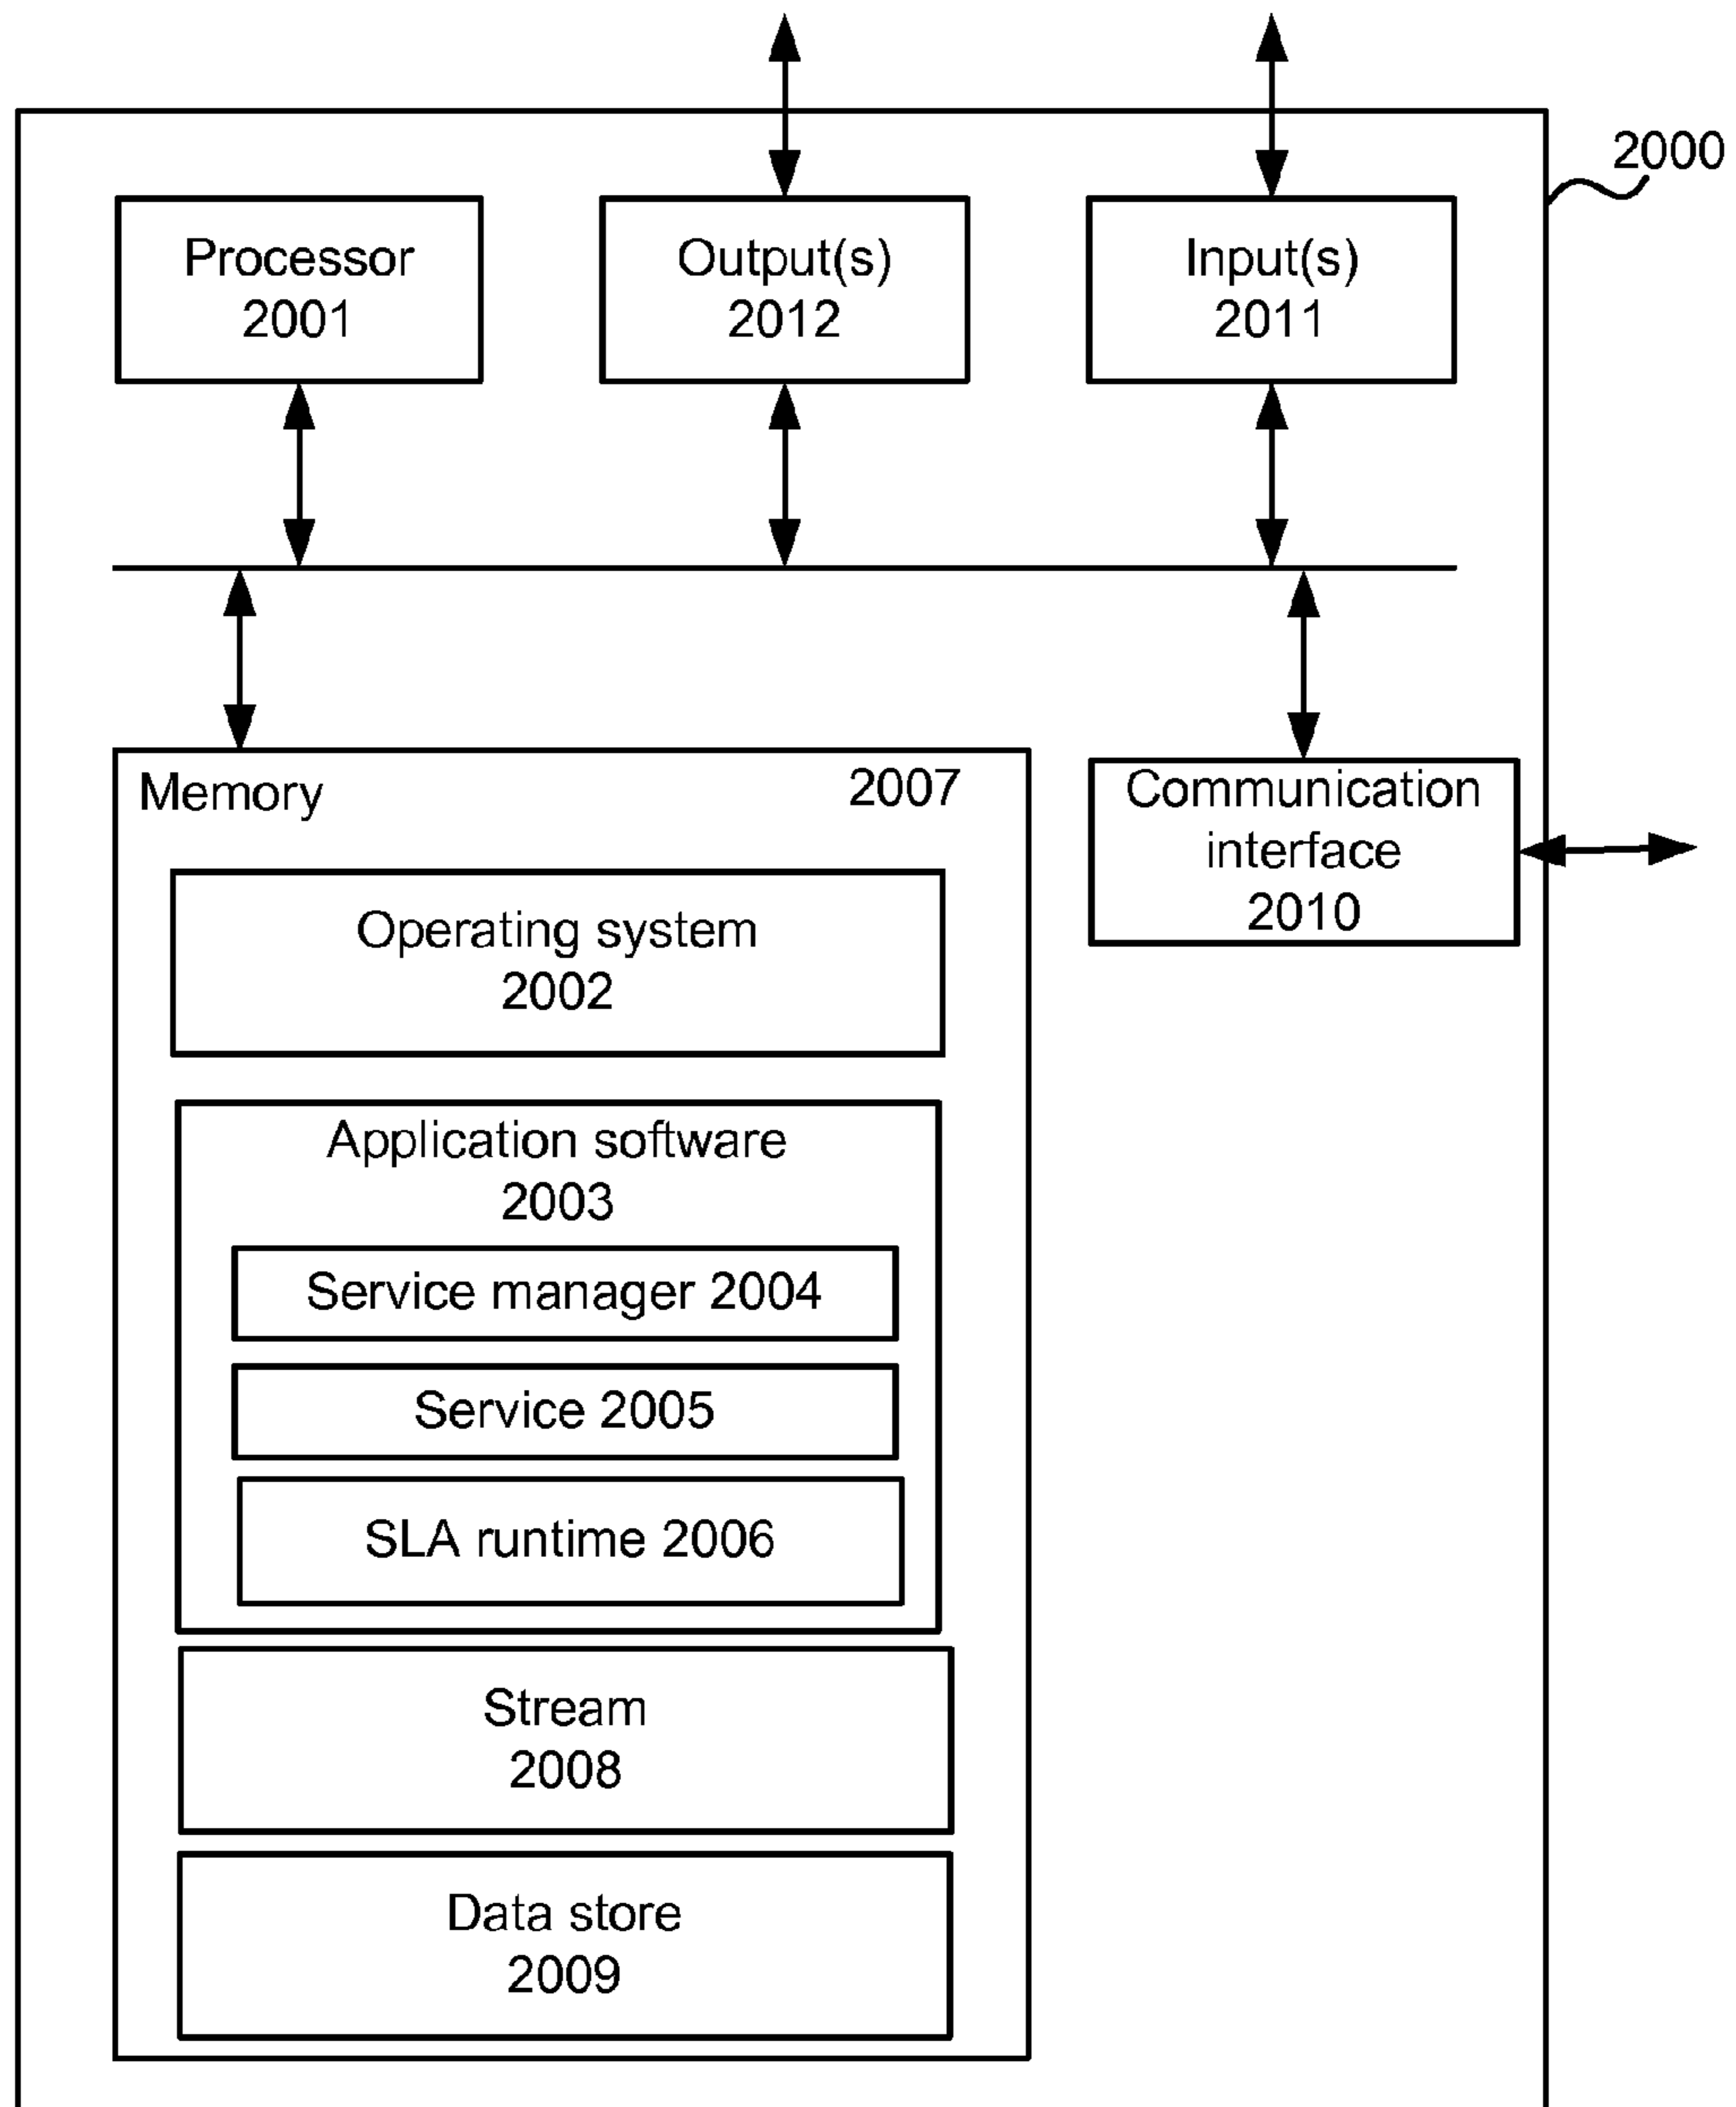 2000
Processor
2001
Output(s)
2012
Input(s)
2011
Memory
2007
Communication
interface
2010
Operating system
2002
Application software
2003
Service manager 2004
Service 2005
SLA runtime 2006
Stream
2008
Data store
2009